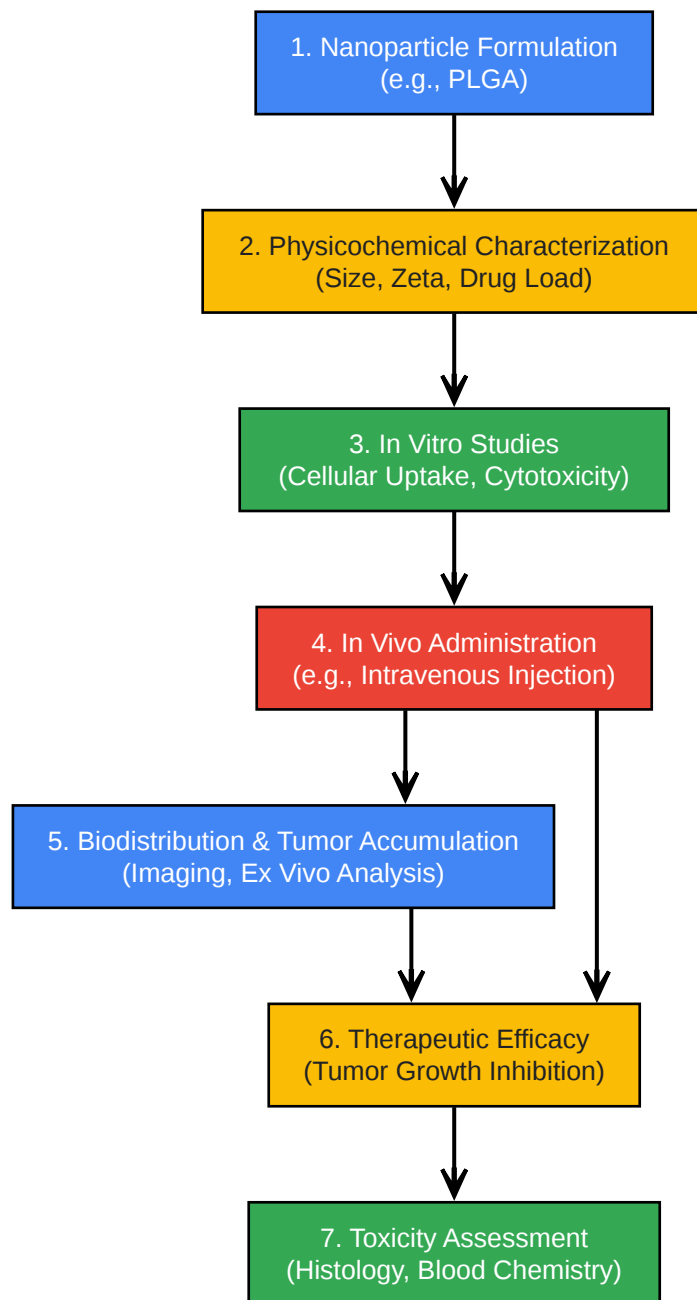 1. Nanoparticle Formulation
(e.g., PLGA)
2. Physicochemical Characterization
(Size, Zeta, Drug Load)
3. In Vitro Studies
(Cellular Uptake, Cytotoxicity)
4. In Vivo Administration
(e.g., Intravenous Injection)
5. Biodistribution & Tumor Accumulation
(Imaging, Ex Vivo Analysis)
6. Therapeutic Efficacy
(Tumor Growth Inhibition)
7. Toxicity Assessment
(Histology, Blood Chemistry)